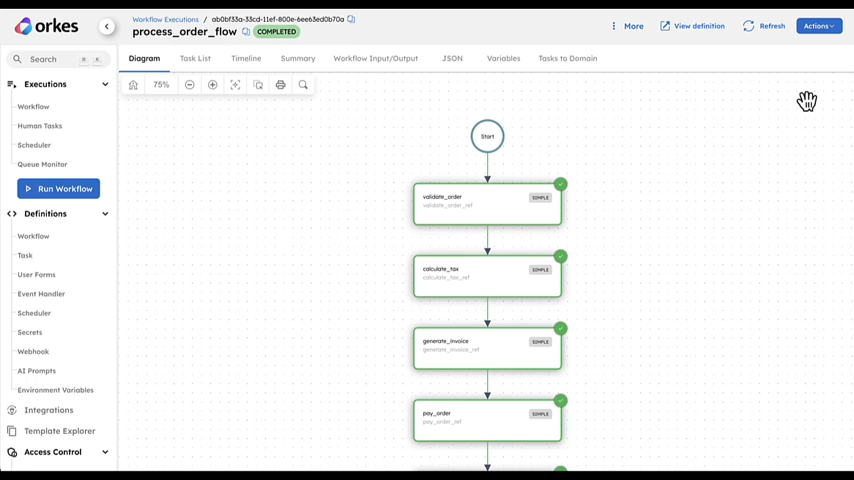 orkes
Workflow Executions / ab0bf33a-33cd-11ef-800e-6ee63ed0b70a
process_order_flow COMPLETED
More
View definition
Refresh
Actions
Search
Diagram
Task List
Timeline
Summary
Workflow Input/Output
JSON
Variables
Tasks to Domain
75%
Executions
Workflow
Human Tasks
Scheduler
Queue Monitor
Run Workflow
Definitions
Workflow
Task
User Forms
Event Handler
Scheduler
Secrets
Webhook
AI Prompts
Environment Variables
Integrations
Template Explorer
Access Control
Start
validate_order SIMPLE
validate_order_ref
calculate_tax SIMPLE
calculate_tax_ref
generate_invoice SIMPLE
generate_invoice_ref
pay_order SIMPLE
pay_order_ref